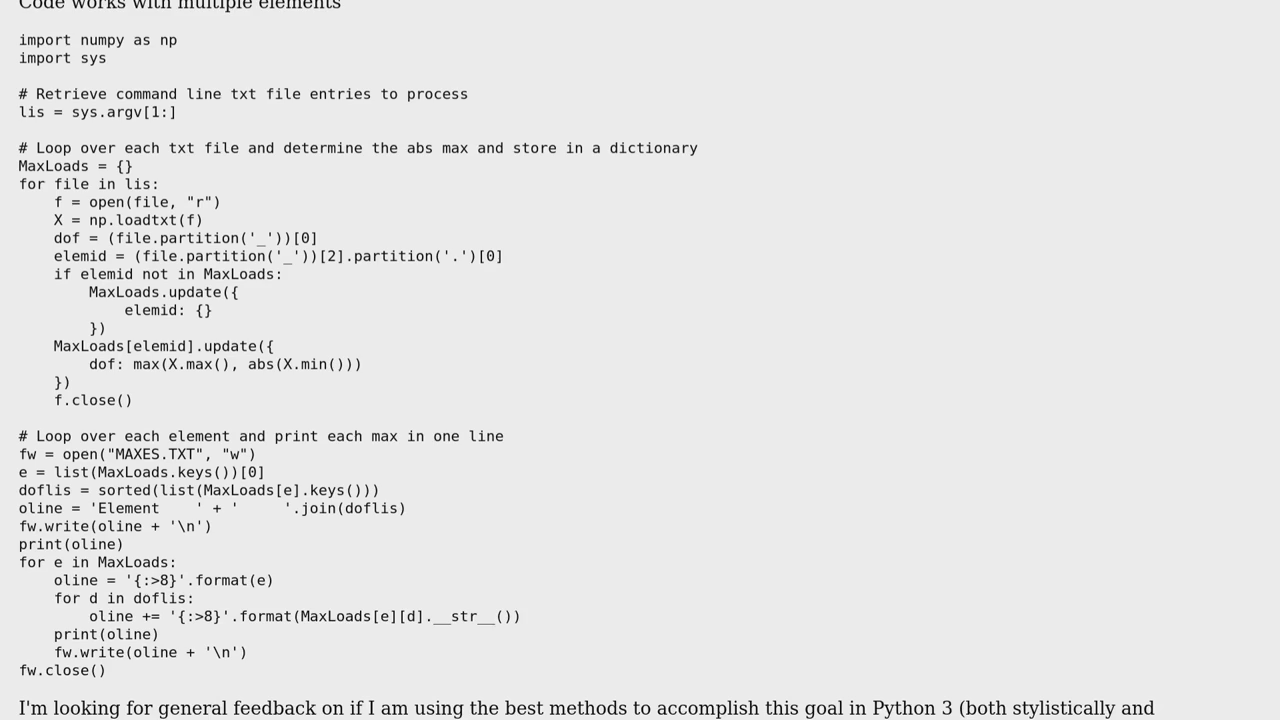 Code works with multiple elements
import numpy as np
import sys
# Retrieve command line txt file entries to process
lis = sys.argv[1:]
# Loop over each txt file and determine the abs max and store in a dictionary
MaxLoads = {}
for file in lis:
    f = open(file, "r")
    X = np.loadtxt(f)
    dof = (file.partition('_'))[0]
    elemid = (file.partition('_'))[2].partition('.')[0]
    if elemid not in MaxLoads:
        MaxLoads.update({
            elemid: {}
        })
    MaxLoads[elemid].update({
        dof: max(X.max(), abs(X.min()))
    })
    f.close()
# Loop over each element and print each max in one line
fw = open("MAXES.TXT", "w")
e = list(MaxLoads.keys())[0]
doflis = sorted(list(MaxLoads[e].keys()))
oline = 'Element    ' + '     '.join(doflis)
fw.write(oline + '\n')
print(oline)
for e in MaxLoads:
    oline = '{:>8}'.format(e)
    for d in doflis:
        oline += '{:>8}'.format(MaxLoads[e][d].__str__())
    print(oline)
    fw.write(oline + '\n')
fw.close()
I'm looking for general feedback on if I am using the best methods to accomplish this goal in Python 3 (both stylistically and